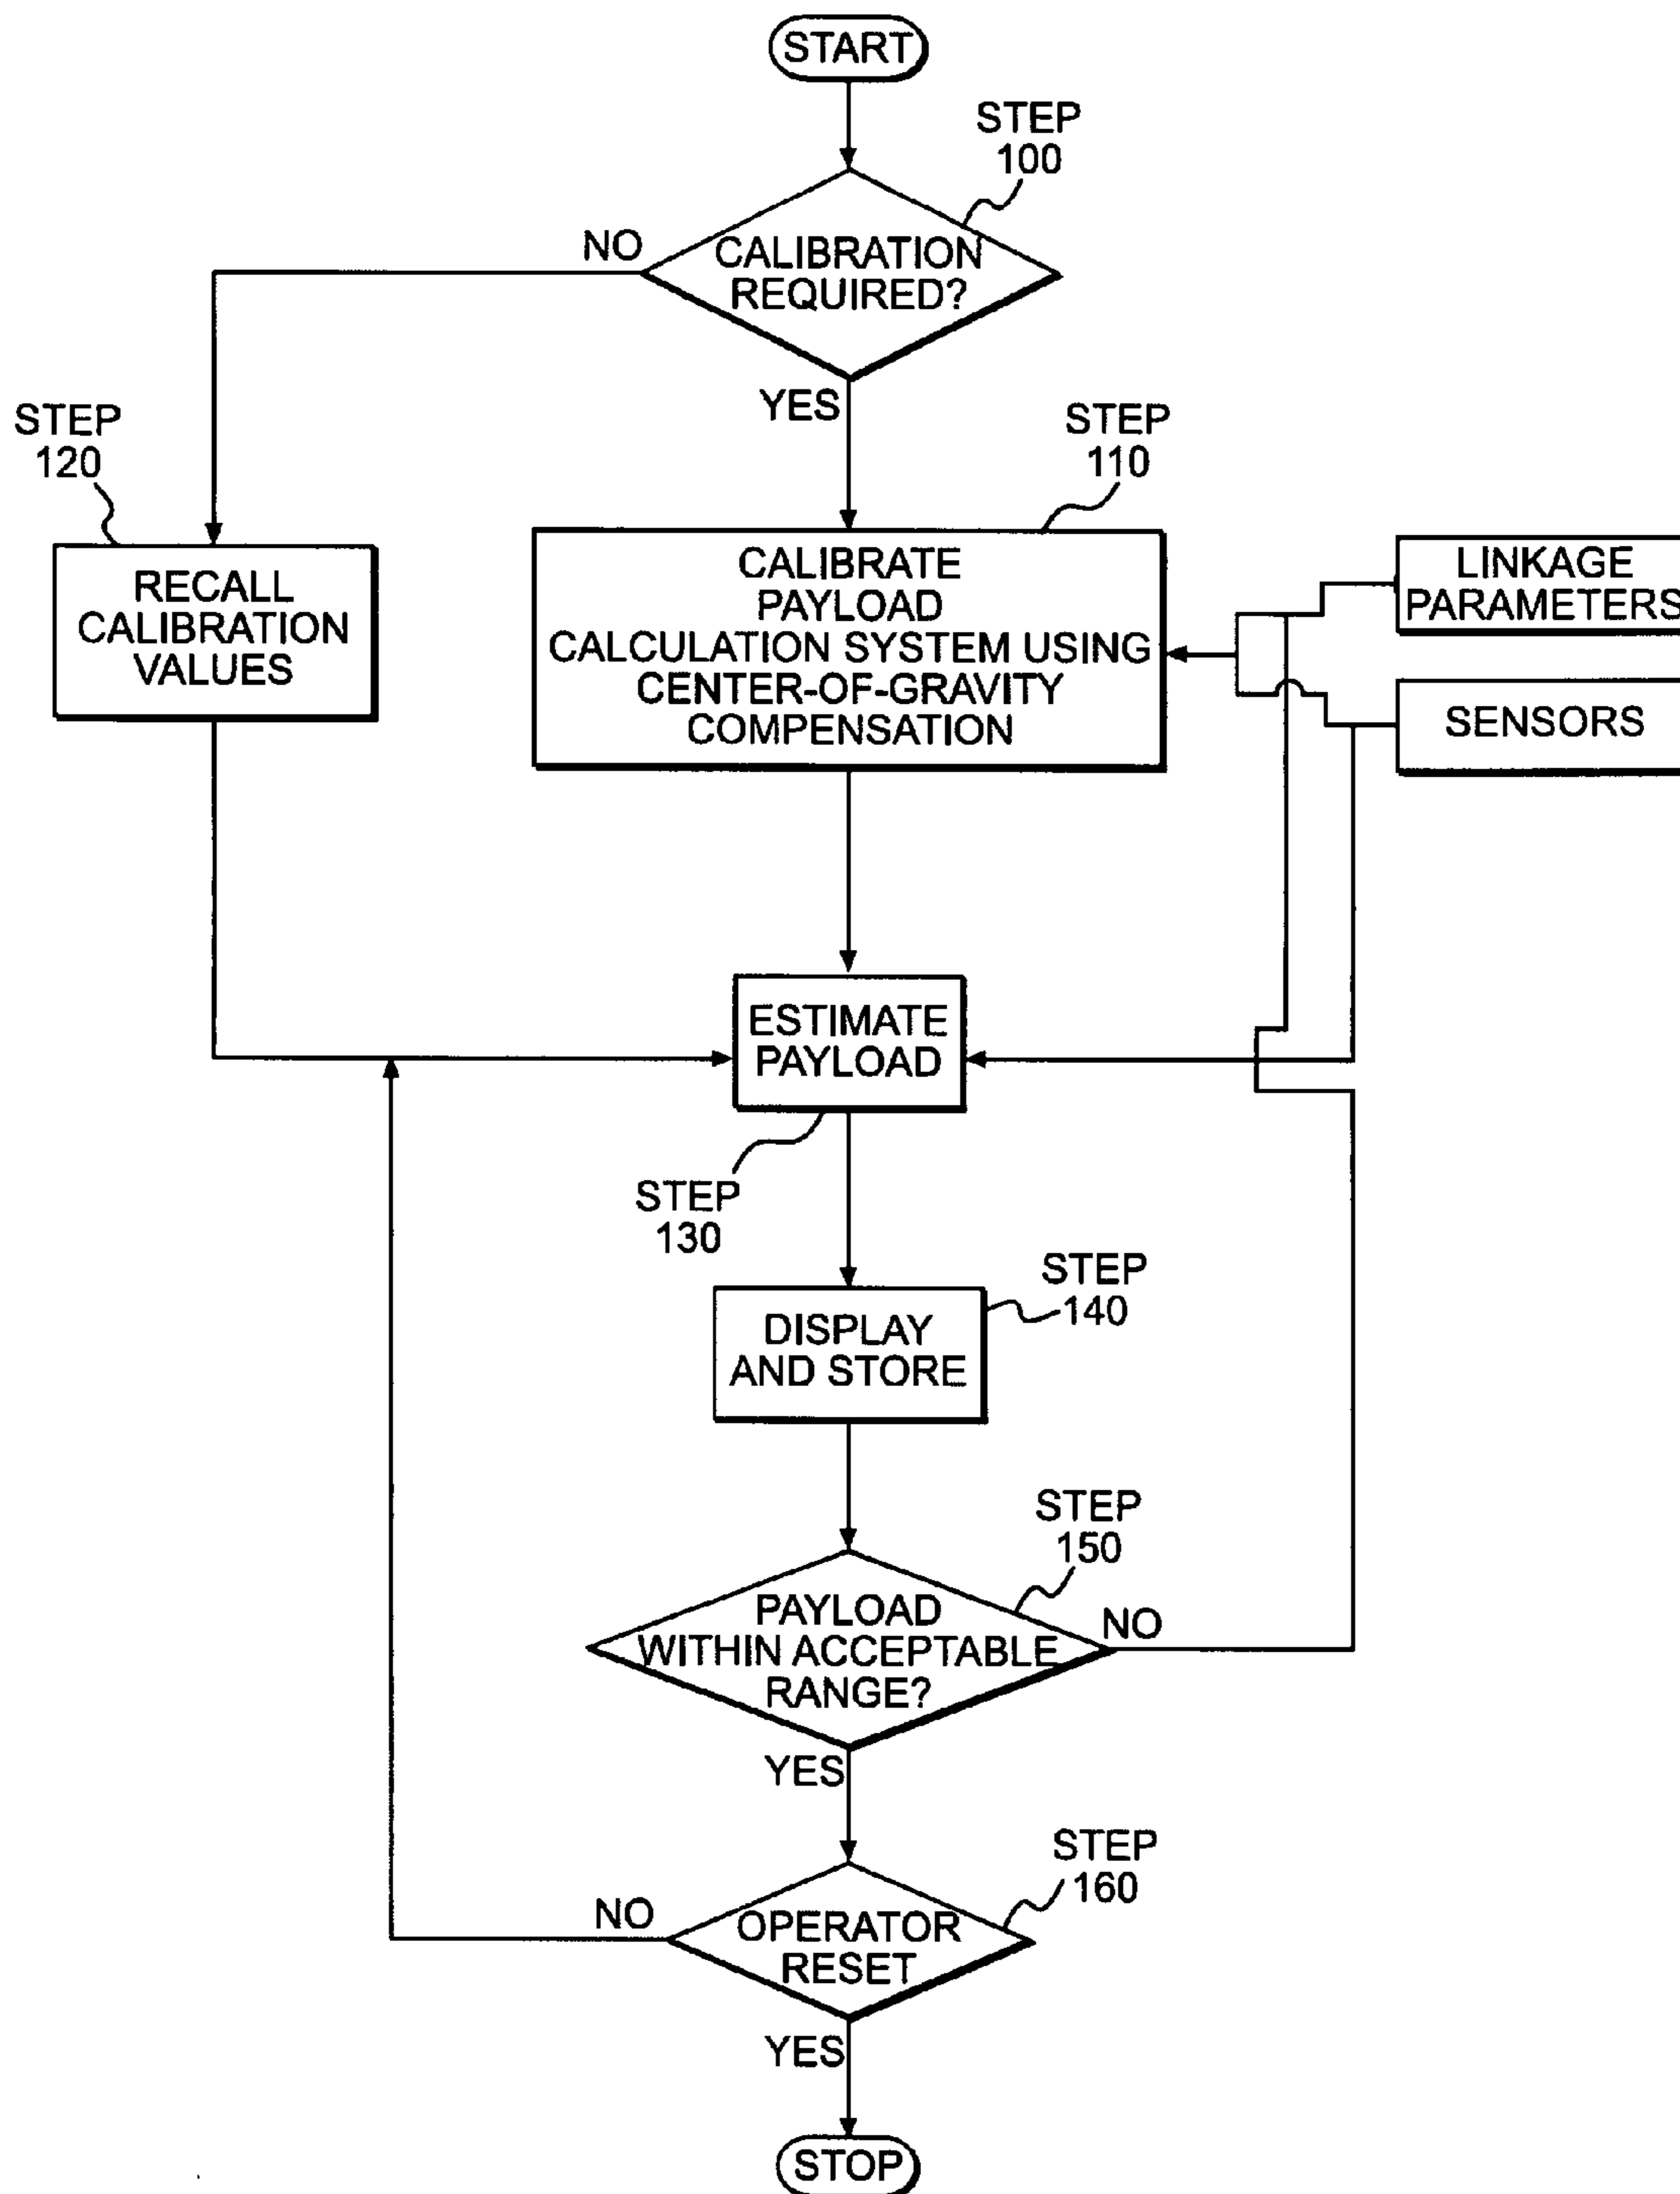 START
STEP
100
CALIBRATION
REQUIRED?
NO
YES
STEP
120
STEP
110
RECALL
CALIBRATION
VALUES
CALIBRATE
PAYLOAD
CALCULATION SYSTEM USING
CENTER-OF-GRAVITY
COMPENSATION
LINKAGE
PARAMETERS
SENSORS
ESTIMATE
PAYLOAD
STEP
130
STEP
140
DISPLAY
AND STORE
STEP
150
PAYLOAD
WITHIN ACCEPTABLE
RANGE?
NO
YES
STEP
160
OPERATOR
RESET
NO
YES
STOP